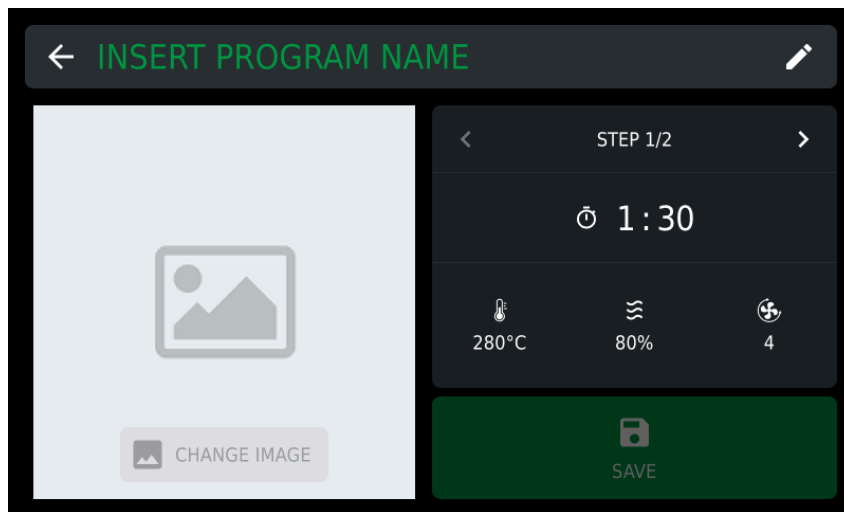 INSERT PROGRAM NAME
STEP 1/2
1:30
280°C 80% 4
CHANGE IMAGE
SAVE